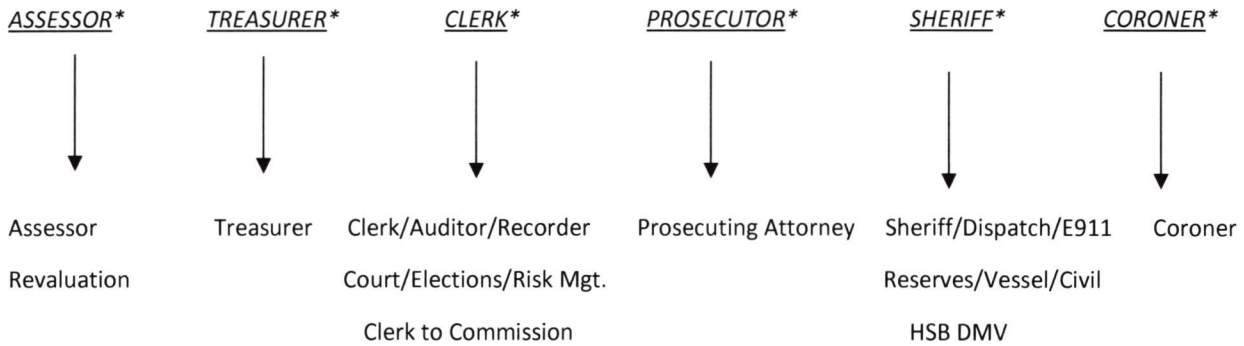 ASSESSOR* TREASURER* CLERK* PROSECUTOR* SHERIFF* CORONER*
Assessor Treasurer Clerk/Auditor/Recorder Prosecuting Attorney Sheriff/Dispatch/E911 Coroner
Revaluation Court/Elections/Risk Mgt. Reserves/Vessel/Civil
Clerk to Commission HSB DMV